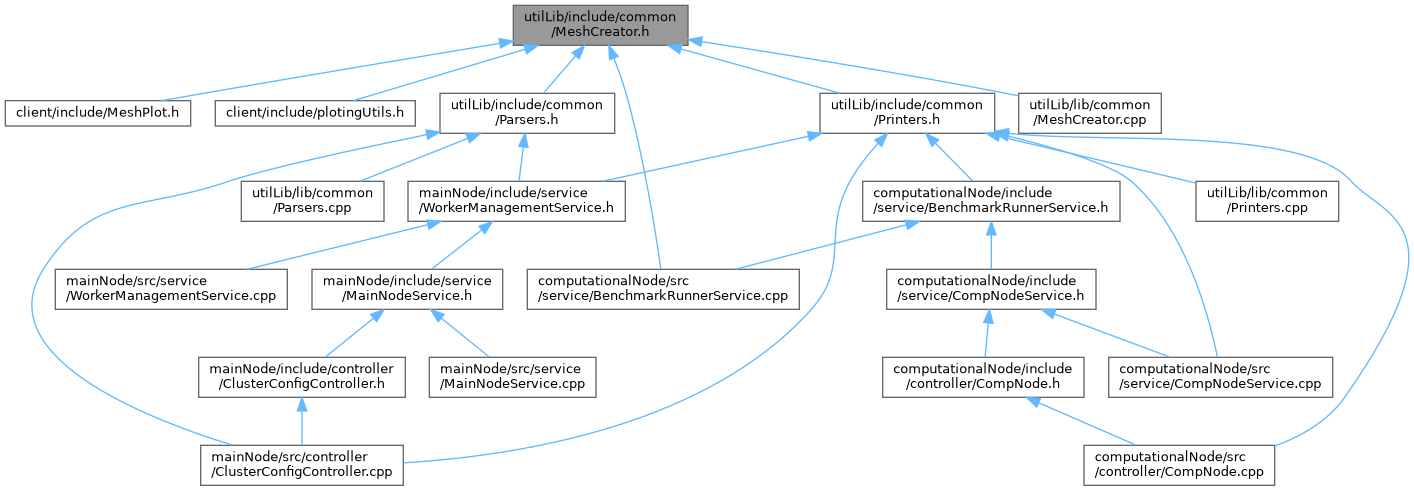 utilLib/include/common
/MeshCreator.h
client/include/MeshPlot.h
client/include/plotingUtils.h
utilLib/include/common
/Parsers.h
utilLib/include/common
/Printers.h
utilLib/lib/common
/MeshCreator.cpp
utilLib/lib/common
/Parsers.cpp
mainNode/include/service
/WorkerManagementService.h
computationalNode/include
/service/BenchmarkRunnerService.h
utilLib/lib/common
/Printers.cpp
mainNode/src/service
/WorkerManagementService.cpp
mainNode/include/service
/MainNodeService.h
computationalNode/src
/service/BenchmarkRunnerService.cpp
computationalNode/include
/service/CompNodeService.h
mainNode/include/controller
/ClusterConfigController.h
mainNode/src/service
/MainNodeService.cpp
computationalNode/include
/controller/CompNode.h
computationalNode/src
/service/CompNodeService.cpp
mainNode/src/controller
/ClusterConfigController.cpp
computationalNode/src
/controller/CompNode.cpp